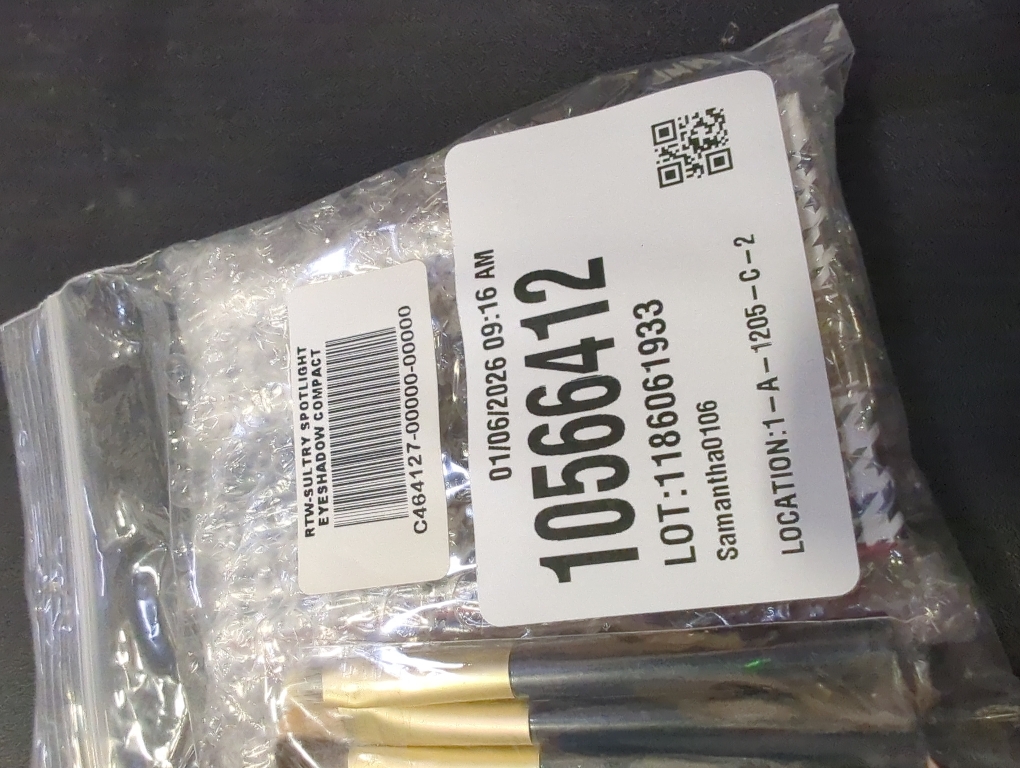 RTW-SULTRY SPOTLIGHT
EYESHADOW COMPACT
C464127-00000-00000
01/06/2026 09:16 AM
10566412
LOT:1186061933
Samantha0106
LOCATION:1-A-1205-C-2